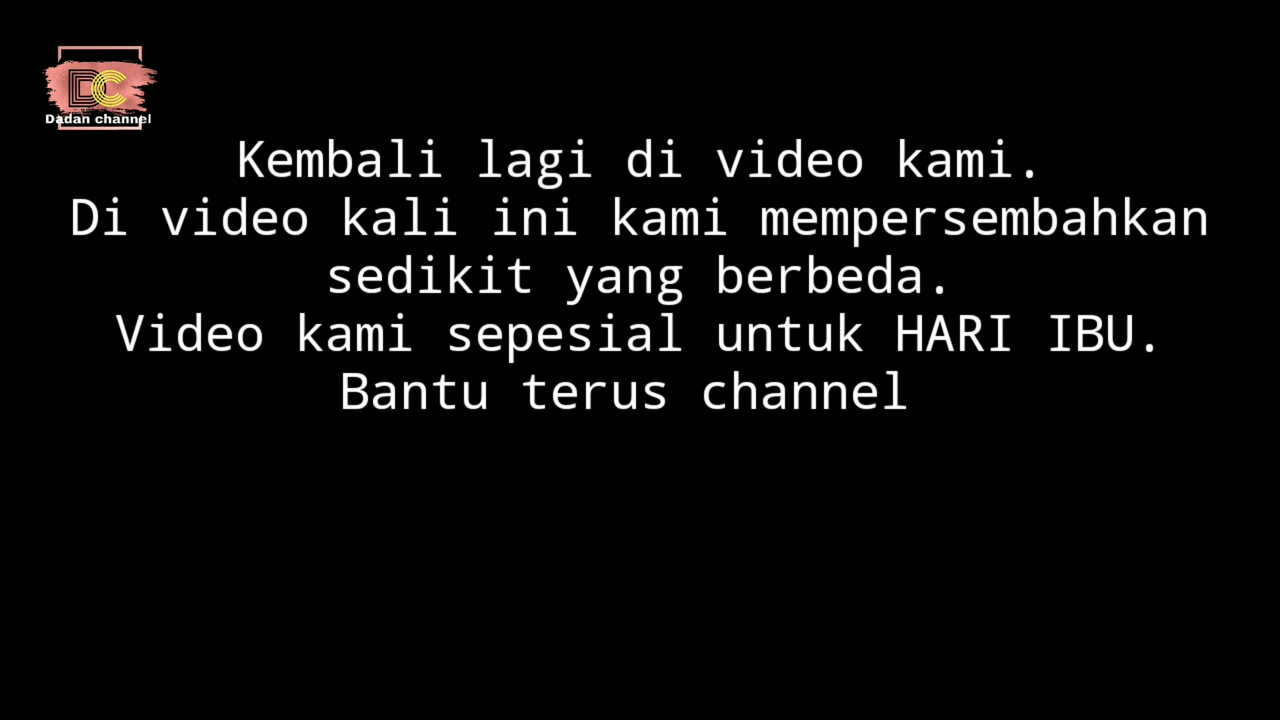 DC
Dadan channel
Kembali lagi di video kami.
Di video kali ini kami mempersembahkan
sedikit yang berbeda.
Video kami sepesial untuk HARI IBU.
Bantu terus channel